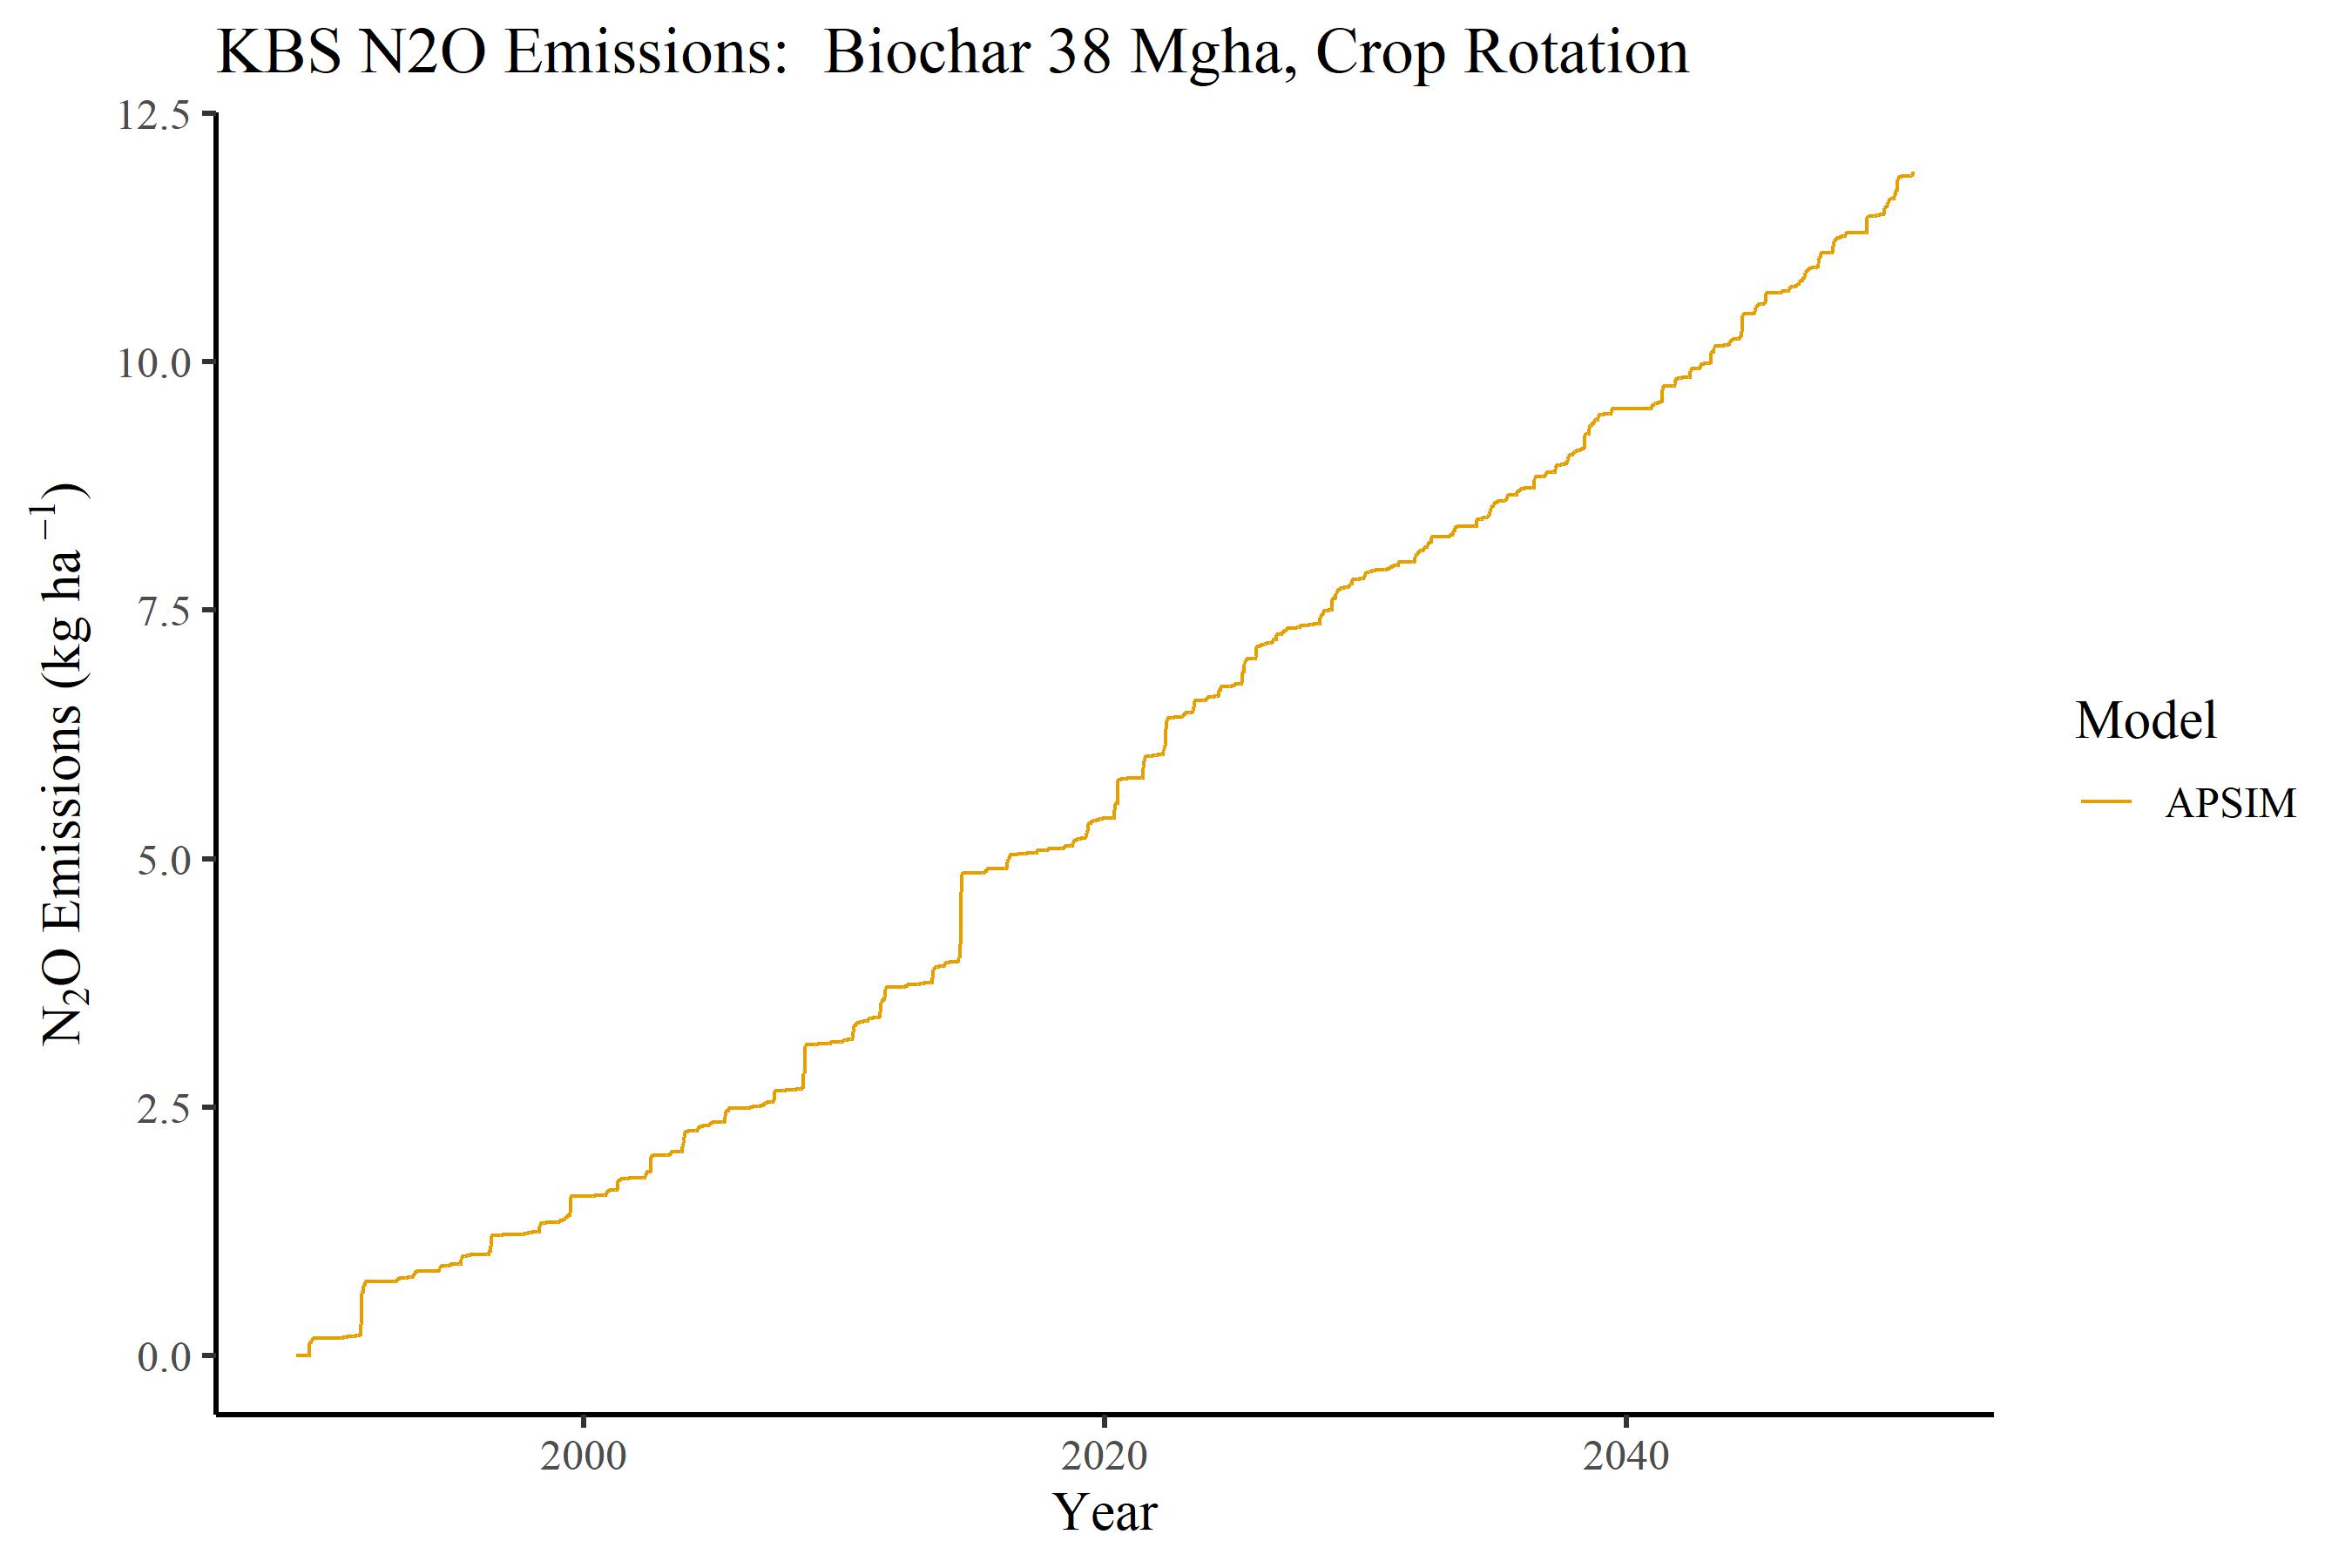 KBS N2O Emissions:  Biochar 38 Mgha, Crop Rotation
12.5
10.0
7.5
5.0
2.5
0.0
N₂O Emissions (kg ha ⁻¹)
2000
2020
2040
Year
Model
APSIM